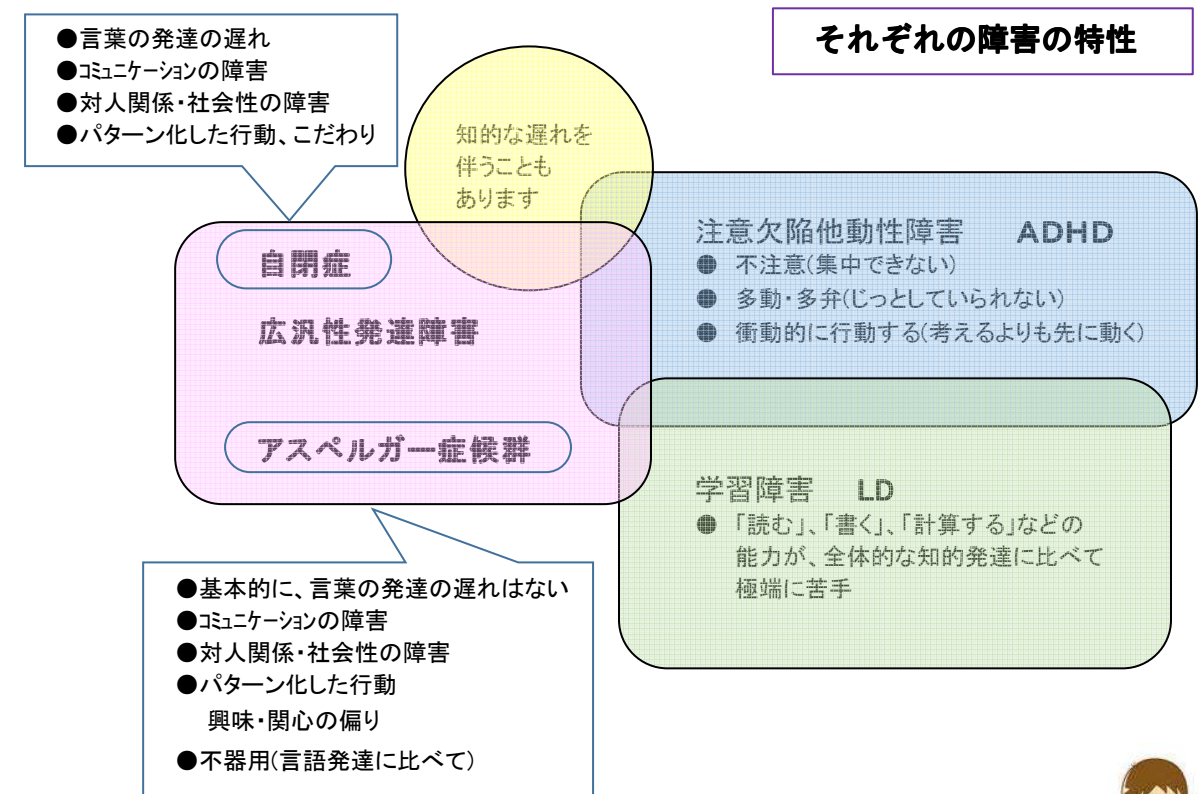 それぞれの障害の特性
●言葉の発達の遅れ
●コミュニケーションの障害
●対人関係・社会性の障害
●パターン化した行動、こだわり
知的な遅れを
伴うことも
あります
自閉症
広汎性発達障害
アスペルガー症候群
注意欠陥他動性障害 ADHD
● 不注意(集中できない)
● 多動・多弁(じっとしていられない)
● 衝動的に行動する(考えるよりも先に動く)
学習障害 LD
● 「読む」、「書く」、「計算する」などの
能力が、全体的な知的発達に比べて
極端に苦手
●基本的に、言葉の発達の遅れはない
●コミュニケーションの障害
●対人関係・社会性の障害
●パターン化した行動
興味・関心の偏り
●不器用(言語発達に比べて)